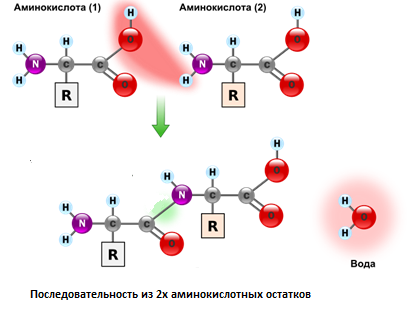 Аминокислота (1) Аминокислота (2)
H H
H H O H H O
N C C N C C
H O H O
R R
H
H H O
N C C
H H O
H R
N C C H
H O O
R H
Вода
Последовательность из 2х аминокислотных остатков